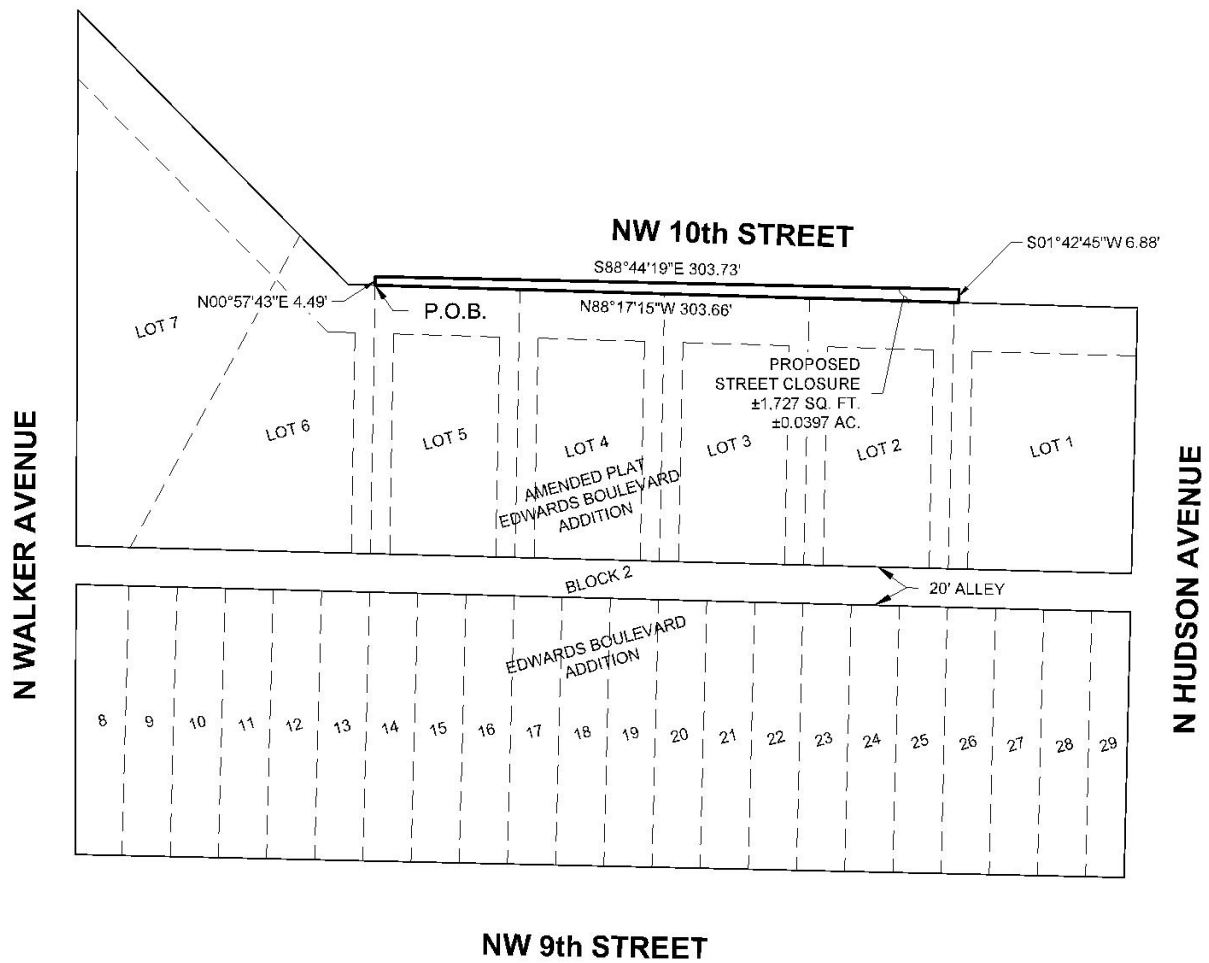 NW 10th STREET
S01°42'45"W 6.88'
S88°44'19"E 303.73'
N00°57'43"E 4.49'
P.O.B.
N88°17'15"W 303.66'
LOT 7
PROPOSED
STREET CLOSURE
±1,727 SQ. FT.
±0.0397 AC.
LOT 6
LOT 5
LOT 4
LOT 3
LOT 2
LOT 1
AMENDED PLAT
EDWARDS BOULEVARD
ADDITION
N WALKER AVENUE
N HUDSON AVENUE
BLOCK 2
20' ALLEY
EDWARDS BOULEVARD
ADDITION
8 9 10 11 12 13 14 15 16 17 18 19 20 21 22 23 24 25 26 27 28 29
NW 9th STREET